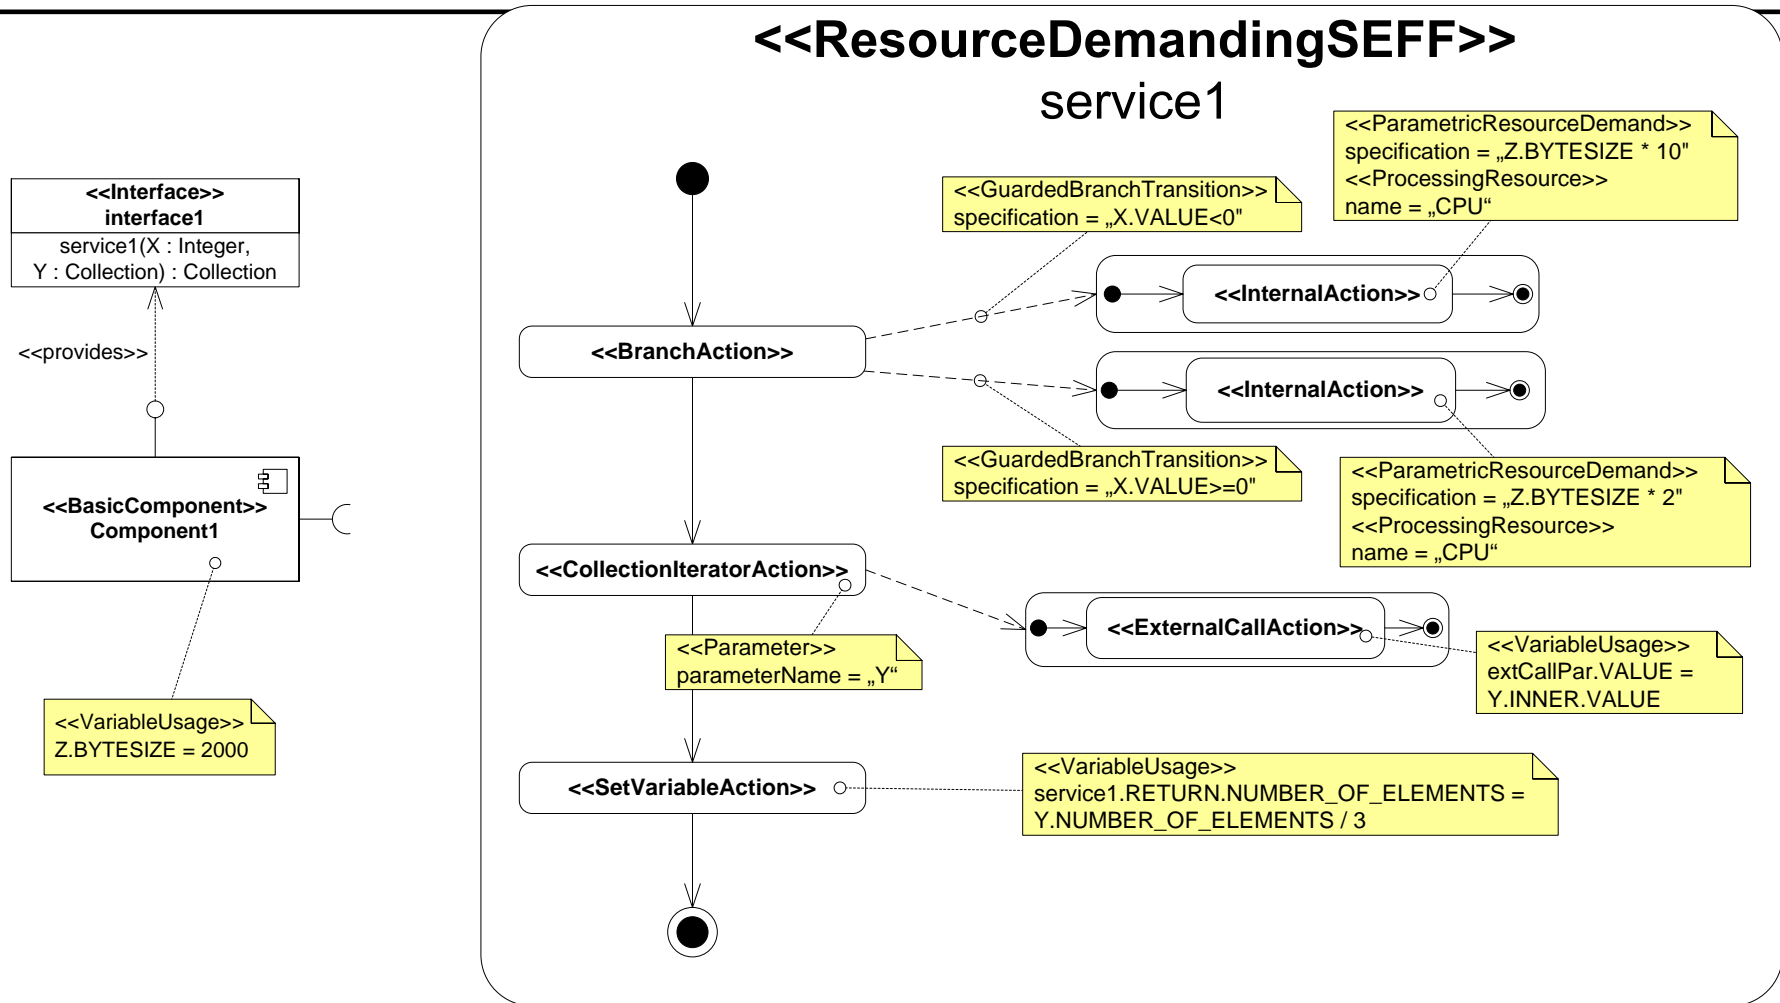 <<ResourceDemandingSEFF>>
service1
<<Interface>>
interface1
service1(X : Integer,
Y : Collection) : Collection
<<provides>>
<<BasicComponent>>
Component1
<<VariableUsage>>
Z.BYTESIZE = 2000
<<BranchAction>>
<<GuardedBranchTransition>>
specification = „X.VALUE<0"
<<ParametricResourceDemand>>
specification = „Z.BYTESIZE * 10"
<<ProcessingResource>>
name = „CPU“
<<InternalAction>>
<<InternalAction>>
<<GuardedBranchTransition>>
specification = „X.VALUE>=0"
<<ParametricResourceDemand>>
specification = „Z.BYTESIZE * 2"
<<ProcessingResource>>
name = „CPU“
<<CollectionIteratorAction>>
<<Parameter>>
parameterName = „Y“
<<ExternalCallAction>>
<<VariableUsage>>
extCallPar.VALUE =
Y.INNER.VALUE
<<SetVariableAction>>
<<VariableUsage>>
service1.RETURN.NUMBER_OF_ELEMENTS =
Y.NUMBER_OF_ELEMENTS / 3